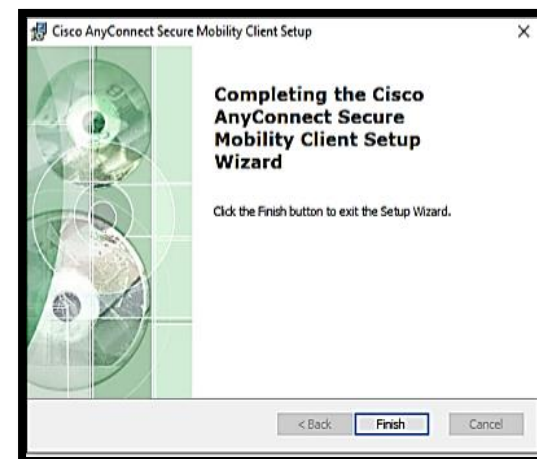 Cisco AnyConnect Secure Mobility Client Setup
Completing the Cisco
AnyConnect Secure
Mobility Client Setup
Wizard
Click the Finish button to exit the Setup Wizard.
< Back Finish Cancel